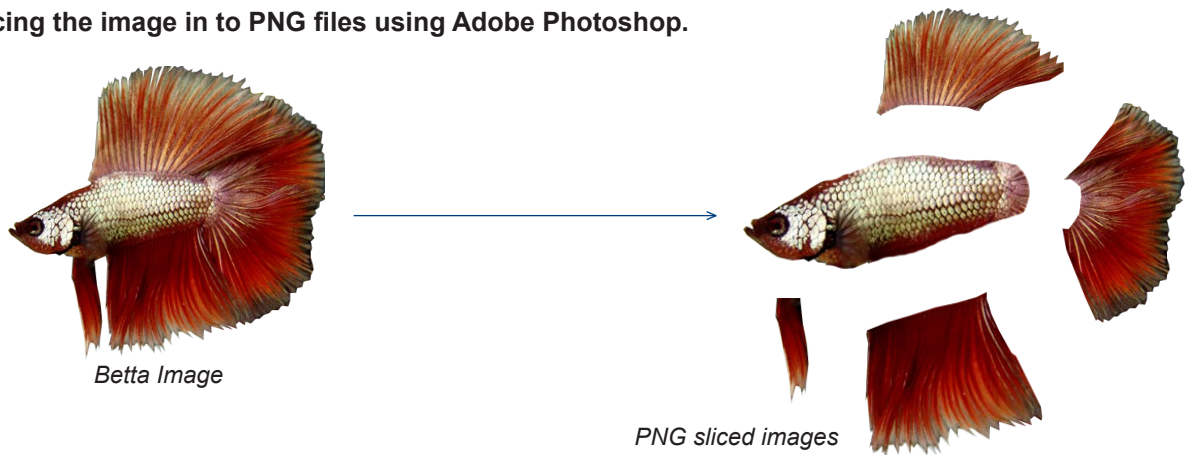 cing the image in to PNG files using Adobe Photoshop.
Betta Image
PNG sliced images